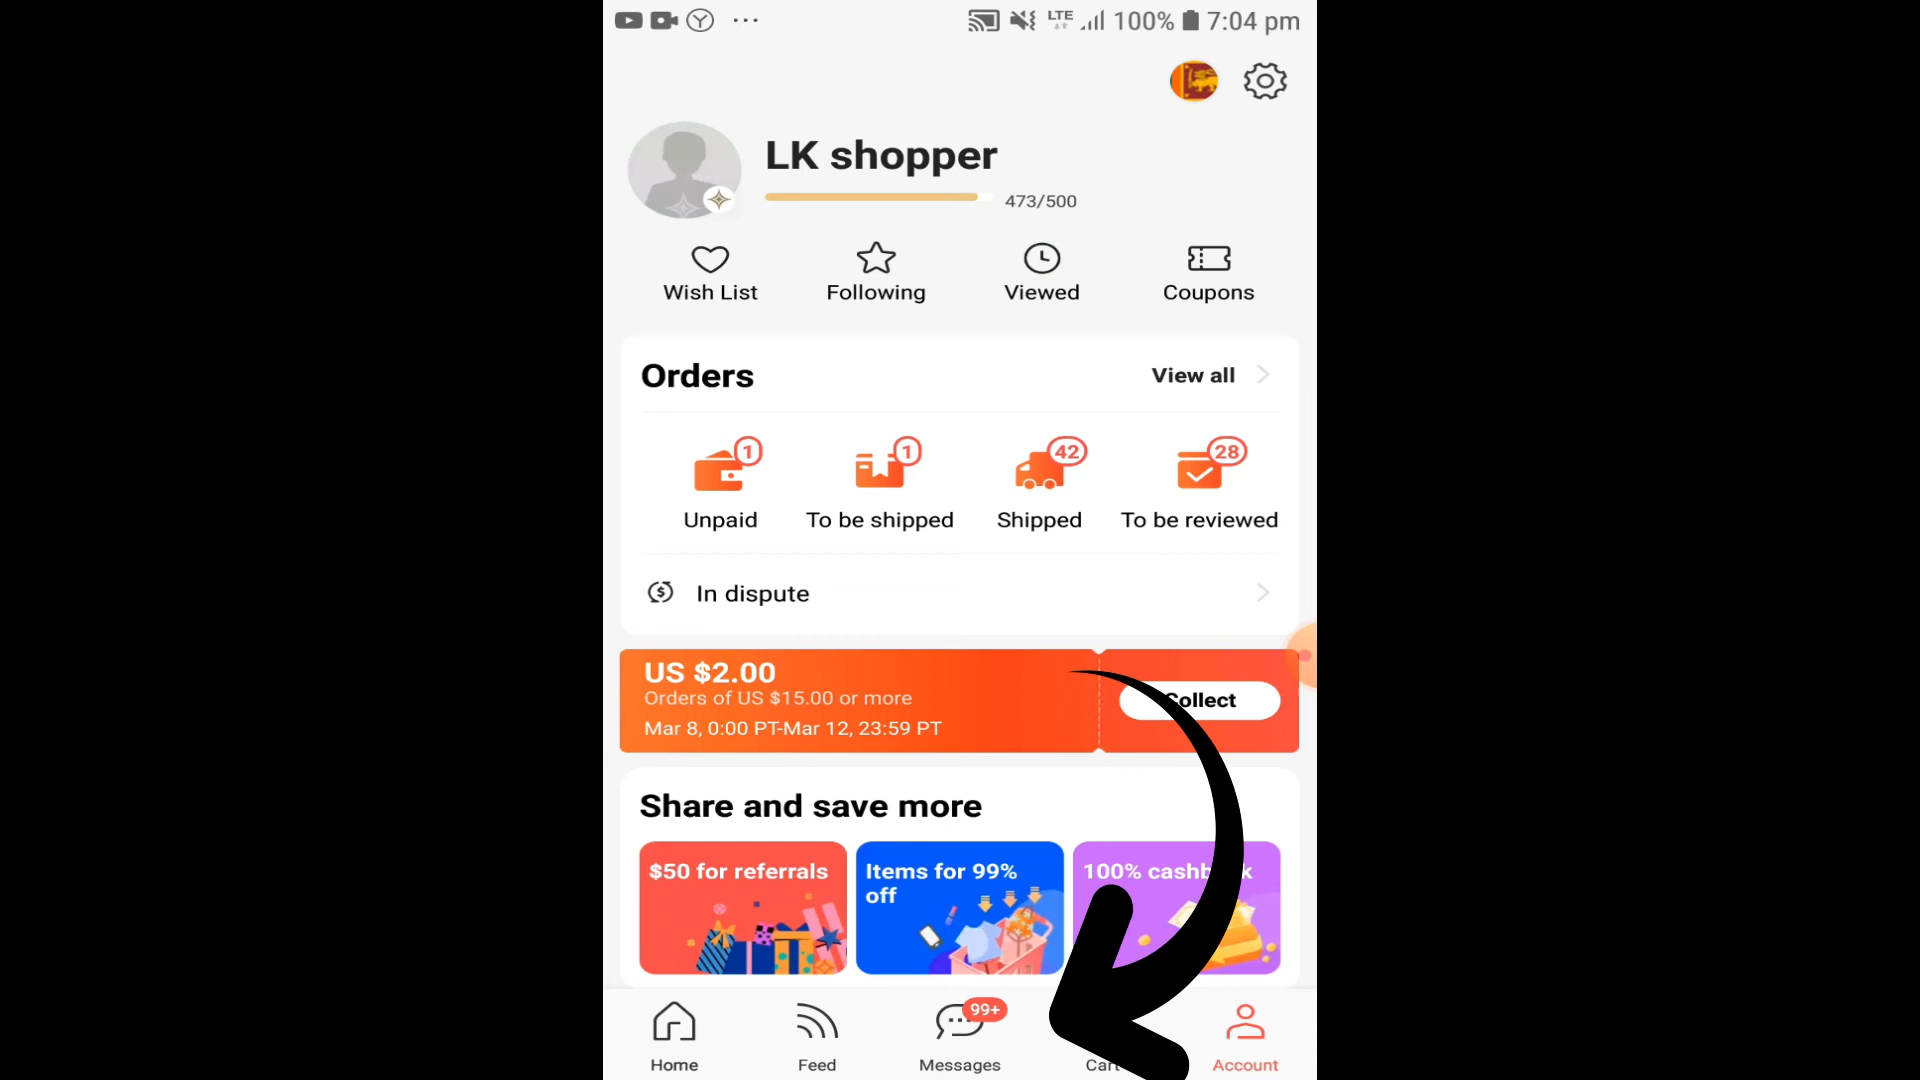 LTE 100% 7:04 pm
LK shopper
473/500
Wish List Following Viewed Coupons
Orders View all
1 1 42 28
Unpaid To be shipped Shipped To be reviewed
In dispute
US $2.00
Orders of US $15.00 or more
Mar 8, 0:00 PT-Mar 12, 23:59 PT
Collect
Share and save more
$50 for referrals
Items for 99%
off
100% cashback
99+
Home Feed Messages Cart Account